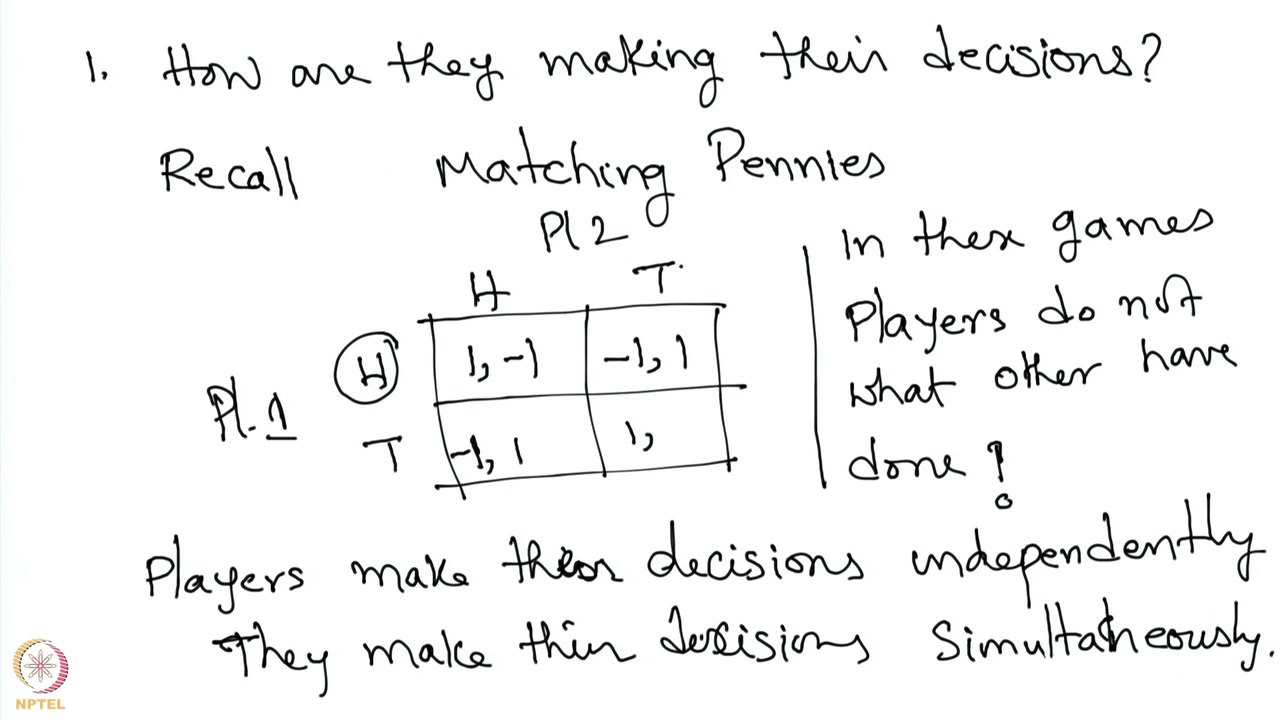 1. How are they making their decisions?
Recall Matching Pennies
Pl 2
H T
H 1, -1 -1, 1
Pl. 1
T -1, 1 1,
In these games
Players do not
what other have
done !
Players make their decisions independently
They make their decisions Simultaneously.
NPTEL